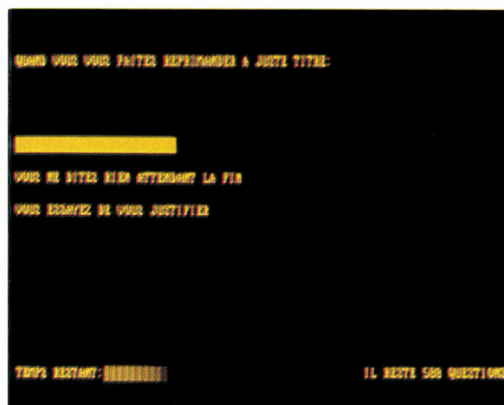 QUAND VOUS VOUS FAITES REPRIMANDER A JUSTE TITRE:
VOUS NE DITES RIEN ATTENDANT LA FIN
VOUS ESSAYEZ DE VOUS JUSTIFIER
TEMPS RESTANT:
IL RESTE 588 QUESTIONS